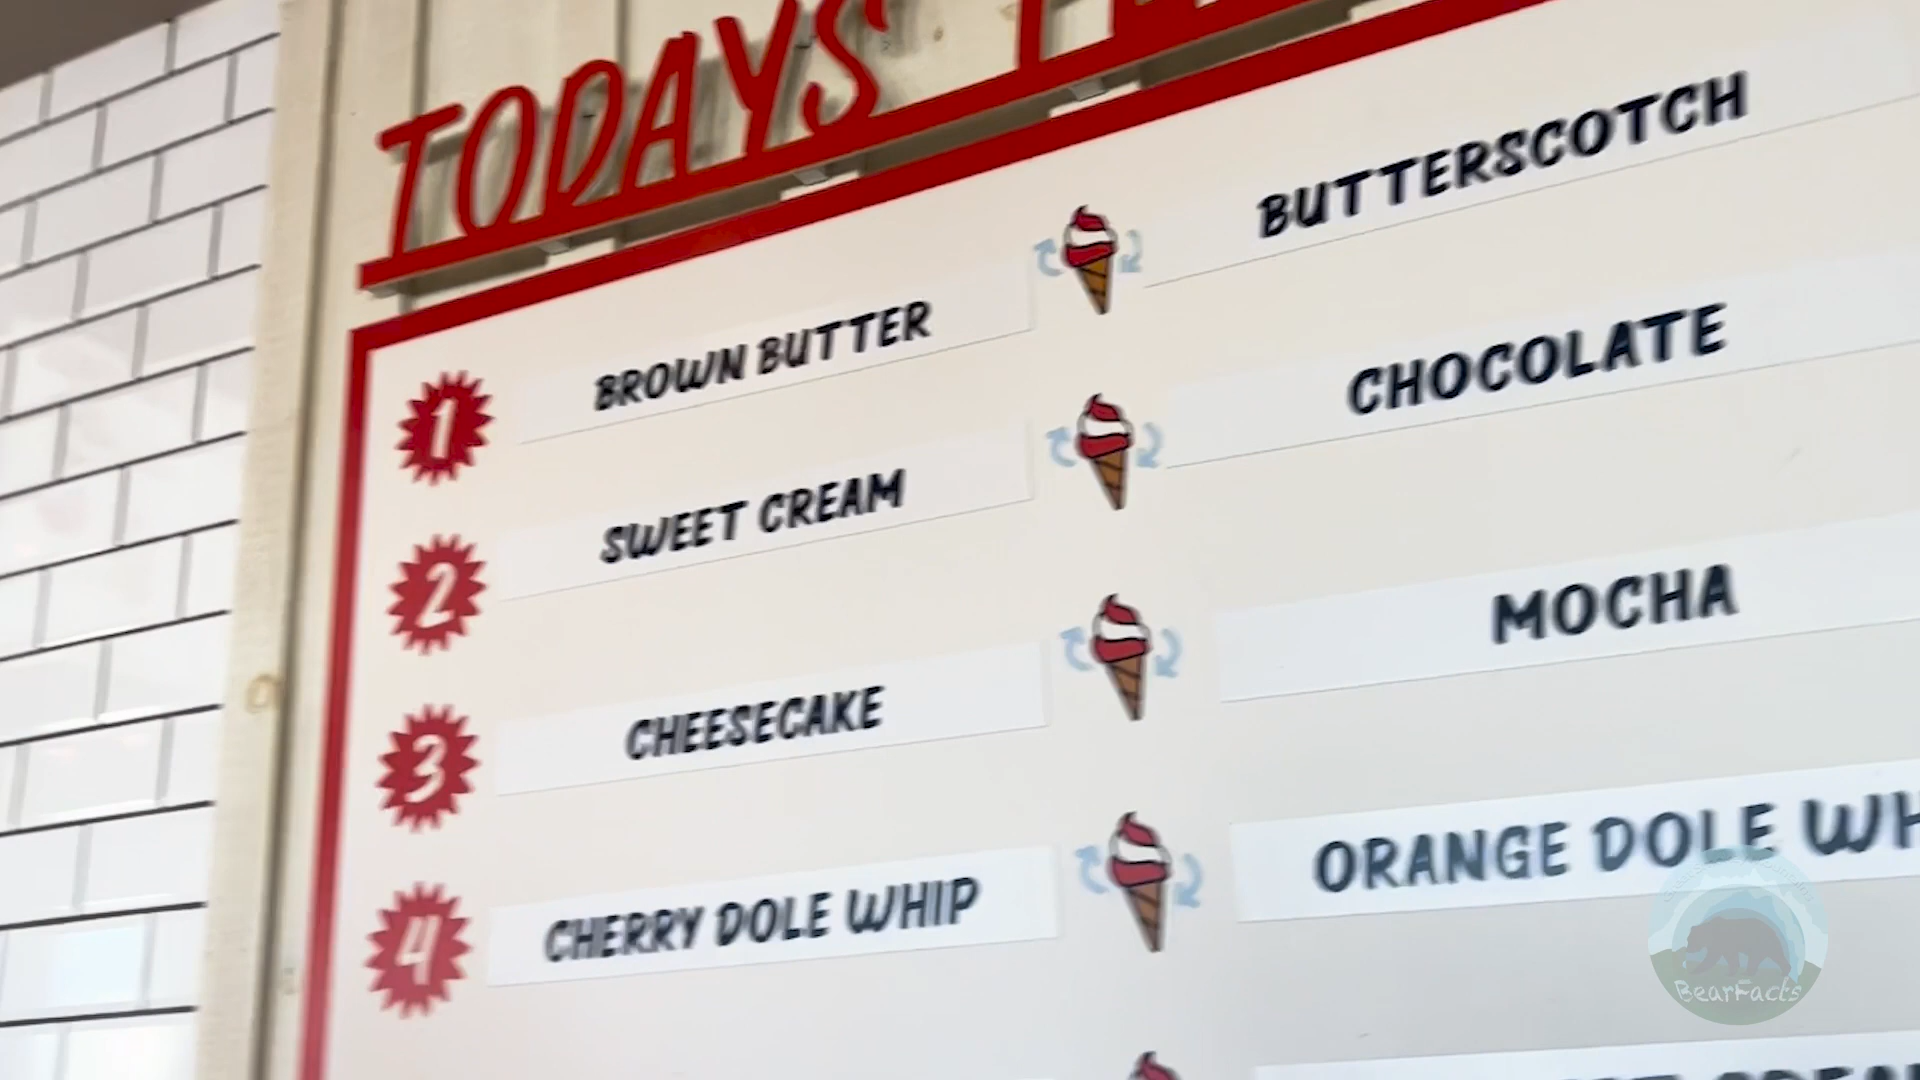 TODAYS
1 BROWN BUTTER BUTTERSCOTCH
2 SWEET CREAM CHOCOLATE
3 CHEESECAKE MOCHA
4 CHERRY DOLE WHIP ORANGE DOLE WH
BearFacts